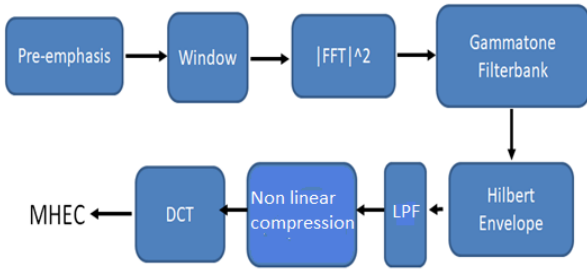 Pre-emphasis
Window
|FFT|^2
Gammatone
Filterbank
Hilbert
Envelope
LPF
Non linear
compression
DCT
MHEC